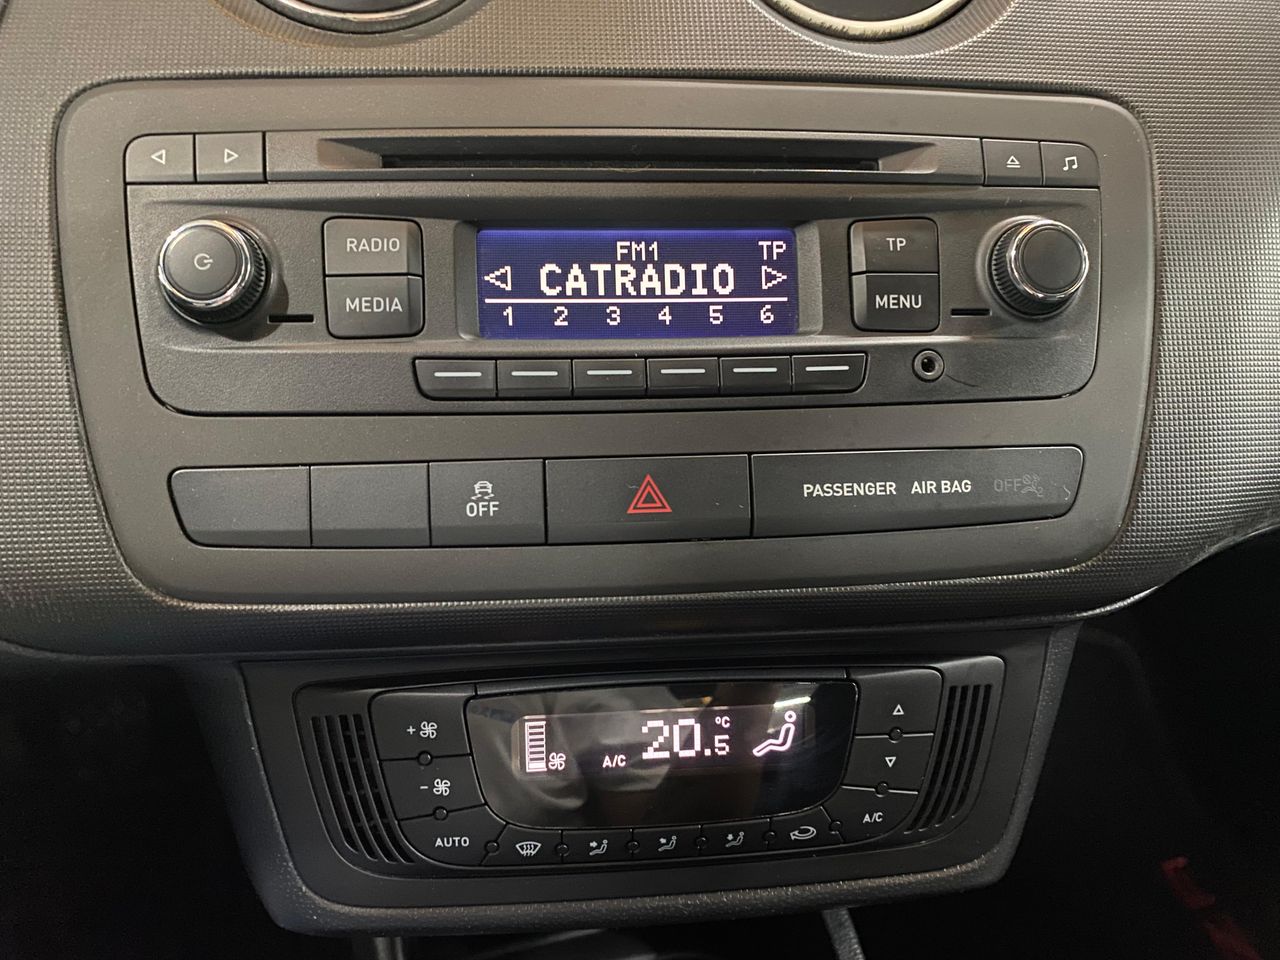 RADIO
MEDIA
FM1 TP
CATRADIO
1 2 3 4 5 6
TP
MENU
OFF
PASSENGER AIR BAG OFF
+
-
AUTO
A/C 20.5 °C
A/C